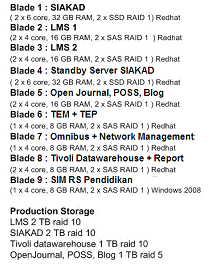 Blade 1 : SIAKAD
( 2 x 6 core, 32 GB RAM, 2 x SSD RAID 1) Redhat
Blade 2 : LMS 1
(2 x 4 core, 16 GB RAM, 2 x SAS RAID 1 ) Redhat
Blade 3 : LMS 2
(2 x 4 core, 16 GB RAM, 2 x SAS RAID 1) Redhat
Blade 4 : Standby Server SIAKAD
(2 x 6 core, 32 GB RAM, 2 x SAS RAID 1) Redhat
Blade 5 : Open Journal, POSS, Blog
(2 x 4 core, 16 GB RAM, 2 x SAS RAID 1) Redhat
Blade 6 : TEM + TEP
(1 x 4 core, 8 GB RAM, 2 x SAS RAID 1) Redhat
Blade 7 : Omnibus + Network Management
(1 x 4 core, 8 GB RAM, 2 x SAS RAID 1) Redhat
Blade 8 : Tivoli Datawarehouse + Report
(2 x 4 core, 8 GB RAM, 2 x SAS RAID 1) Redhat
Blade 9 : SIM RS Pendidikan
(1 x 4 core, 8 GB RAM, 2 x SAS RAID 1 ) Windows 2008
Production Storage
LMS 2 TB raid 10
SIAKAD 2 TB raid 10
Tivoli datawarehouse 1 TB raid 10
OpenJournal, POSS, Blog 1 TB raid 5